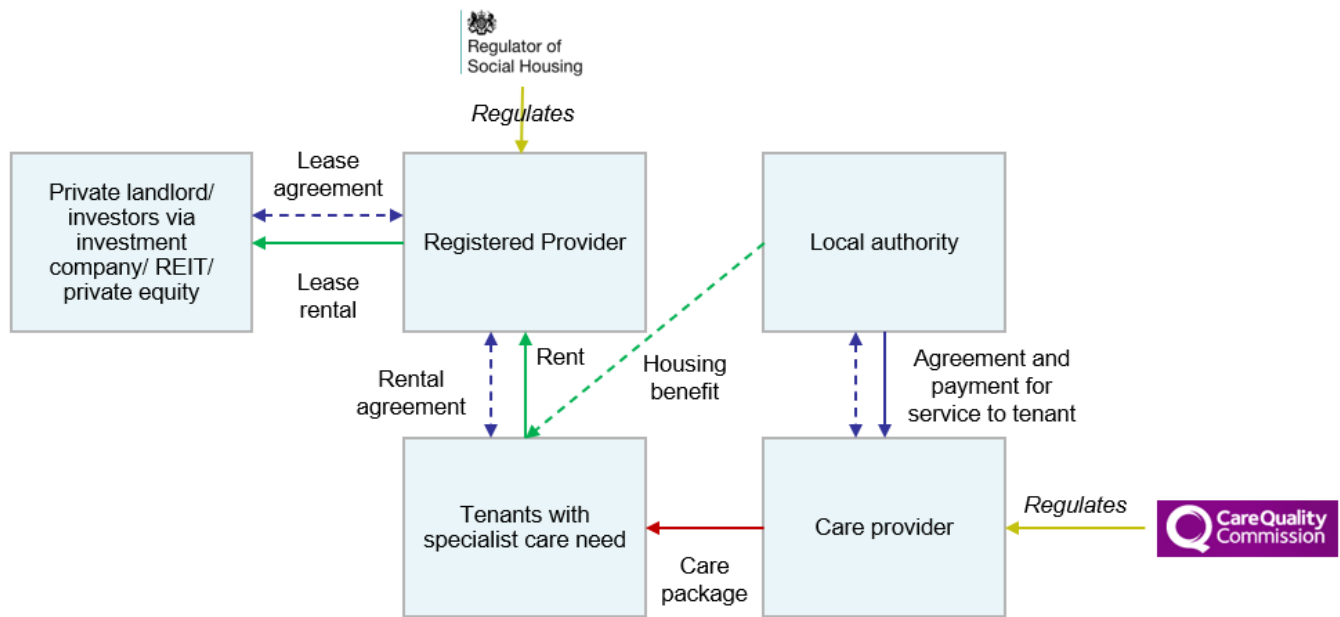 Regulator of
Social Housing
Regulates
Private landlord/
investors via
investment
company/ REIT/
private equity
Lease
agreement
Lease
rental
Registered Provider
Local authority
Rental
agreement
Rent
Housing
benefit
Agreement and
payment for
service to tenant
Tenants with
specialist care need
Care
package
Care provider
Regulates
CareQuality
Commission